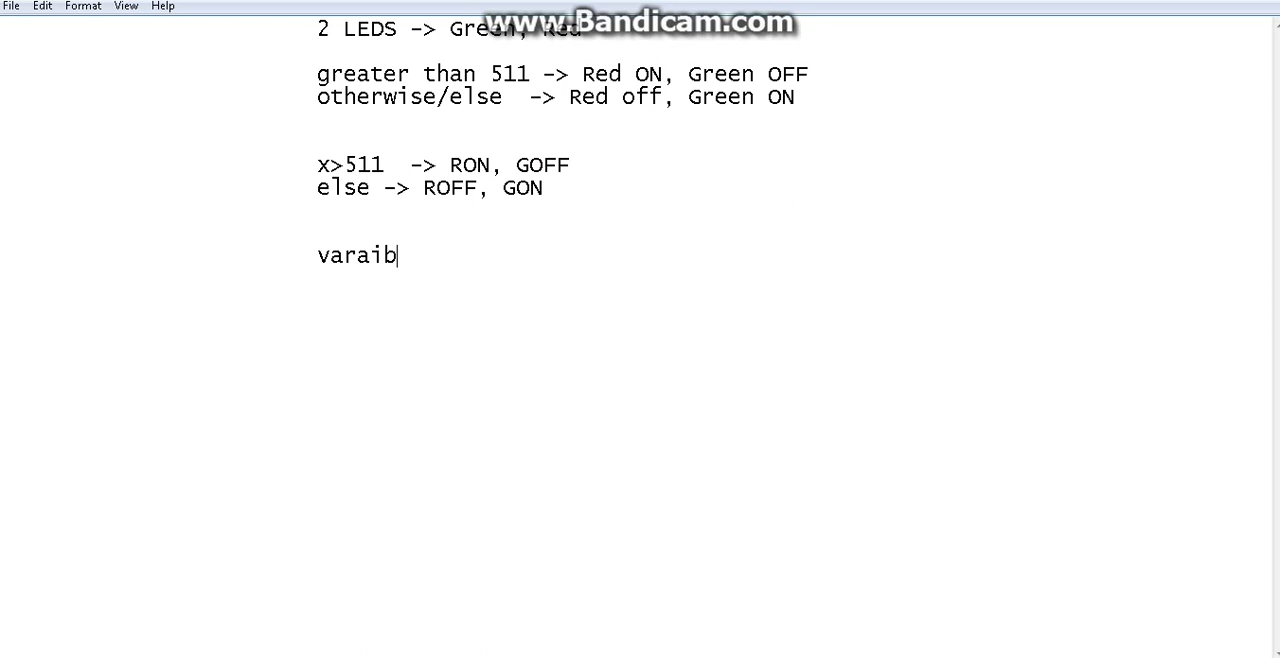 File Edit Format View Help
www.Bandicam.com
2 LEDS -> Green, Red
greater than 511 -> Red ON, Green OFF
otherwise/else -> Red off, Green ON
x>511 -> RON, GOFF
else -> ROFF, GON
varaib